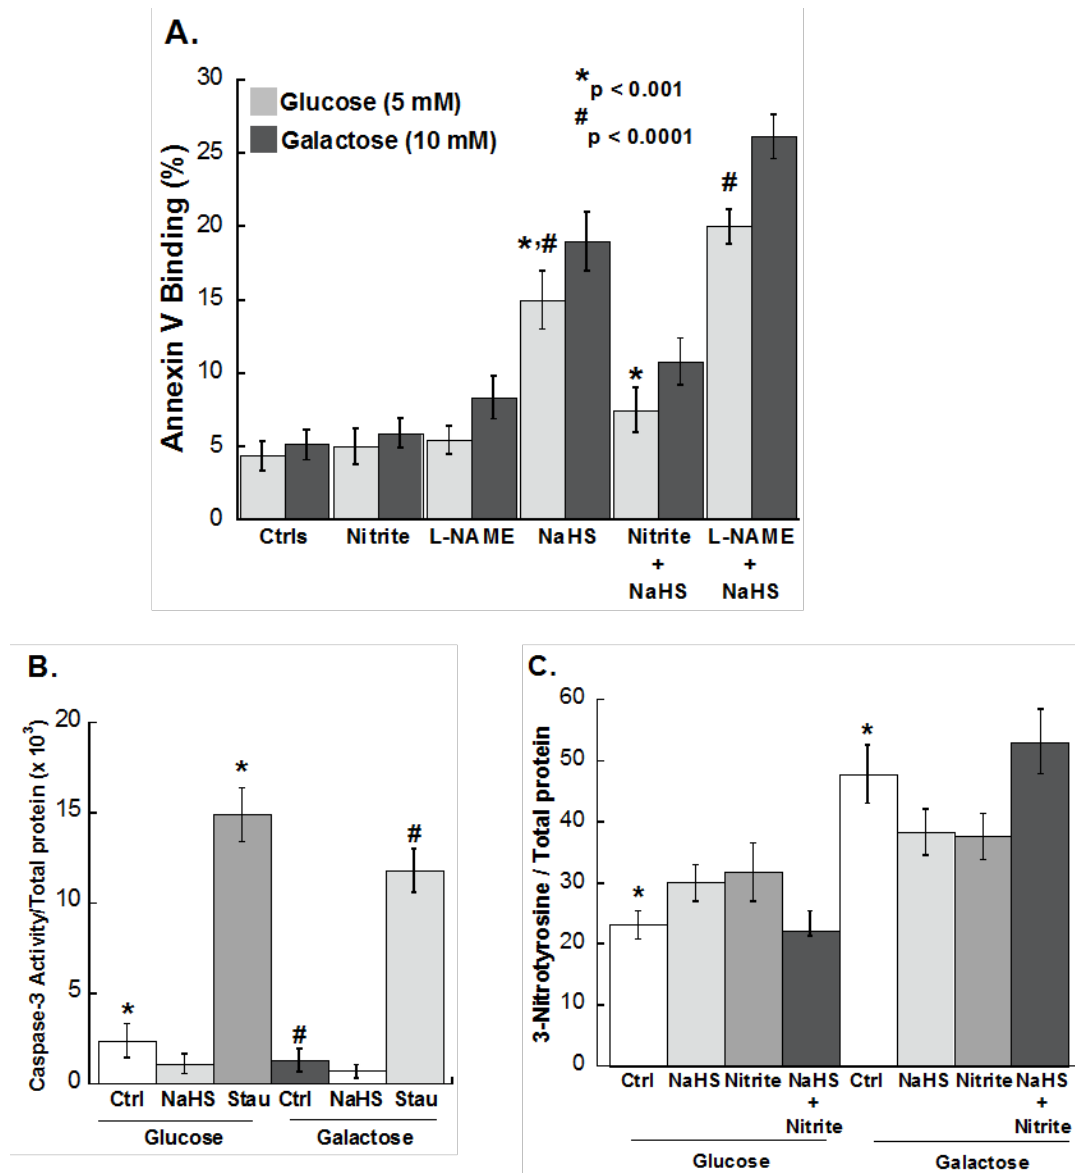 A.
Annexin V Binding (%)
30
25
20
15
10
5
0
Glucose (5 mM)
Galactose (10 mM)
* p < 0.001
# p < 0.0001
*,#
*
#
Ctrls Nitrite L-NAME NaHS Nitrite + NaHS L-NAME + NaHS
B.
Caspase-3 Activity/Total protein (x 10³)
20
15
10
5
0
*
*
#
#
Ctrl NaHS Stau Ctrl NaHS Stau
Glucose Galactose
C.
3-Nitrotyrosine / Total protein
60
50
40
30
20
10
0
*
*
Ctrl NaHS Nitrite NaHS + Nitrite Ctrl NaHS Nitrite NaHS + Nitrite
Glucose Galactose